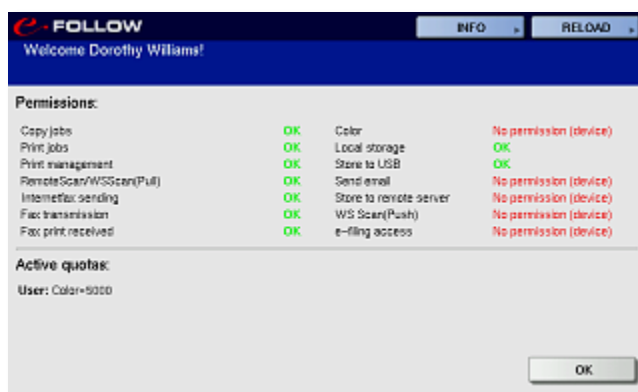 e-FOLLOW
INFO
RELOAD
Welcome Dorothy Williams!
Permissions:
Copy jobs OK Color No permission (device)
Print jobs OK Local storage OK
Print management OK Store to USB OK
RemoteScan/WSScan(Pull) OK Send email No permission (device)
Internetfax sending OK Store to remote server No permission (device)
Fax transmission OK WS Scan(Push) No permission (device)
Fax print received OK e-filing access No permission (device)
Active quotas:
User: Color=5000
OK